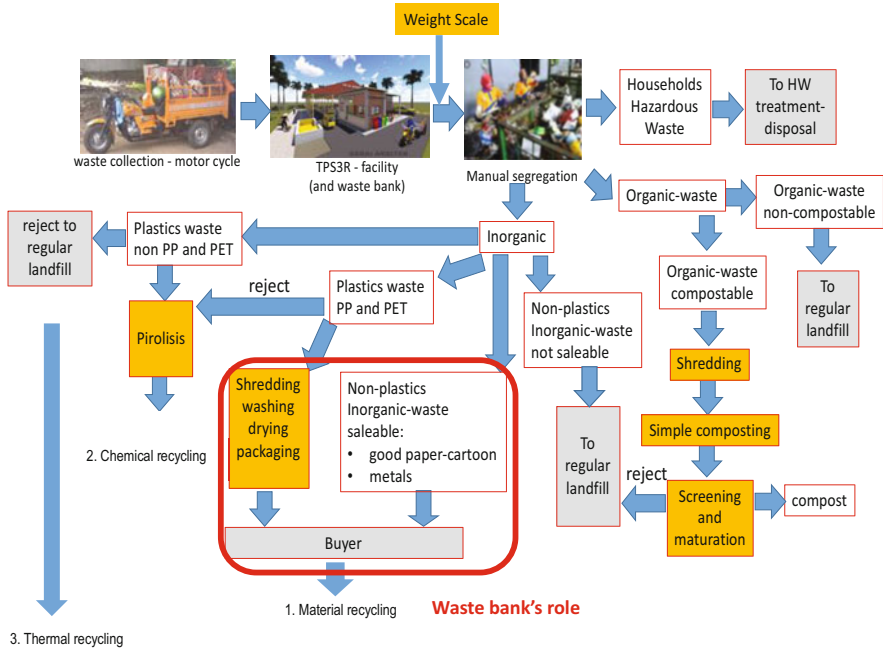 Weight Scale
waste collection - motor cycle
TPS3R - facility
(and waste bank)
Manual segregation
Households
Hazardous
Waste
To HW
treatment-
disposal
Organic-waste
Organic-waste
non-compostable
reject to
regular
landfill
Plastics waste
non PP and PET
Inorganic
Organic-waste
compostable
To
regular
landfill
reject
Plastics waste
PP and PET
Non-plastics
Inorganic-waste
not saleable
Pirolisis
Shredding
Shredding
washing
drying
packaging
Non-plastics
Inorganic-waste
saleable:
• good paper-cartoon
• metals
Simple composting
2. Chemical recycling
To
regular
landfill
reject
Screening
and
maturation
compost
Buyer
1. Material recycling
Waste bank's role
3. Thermal recycling